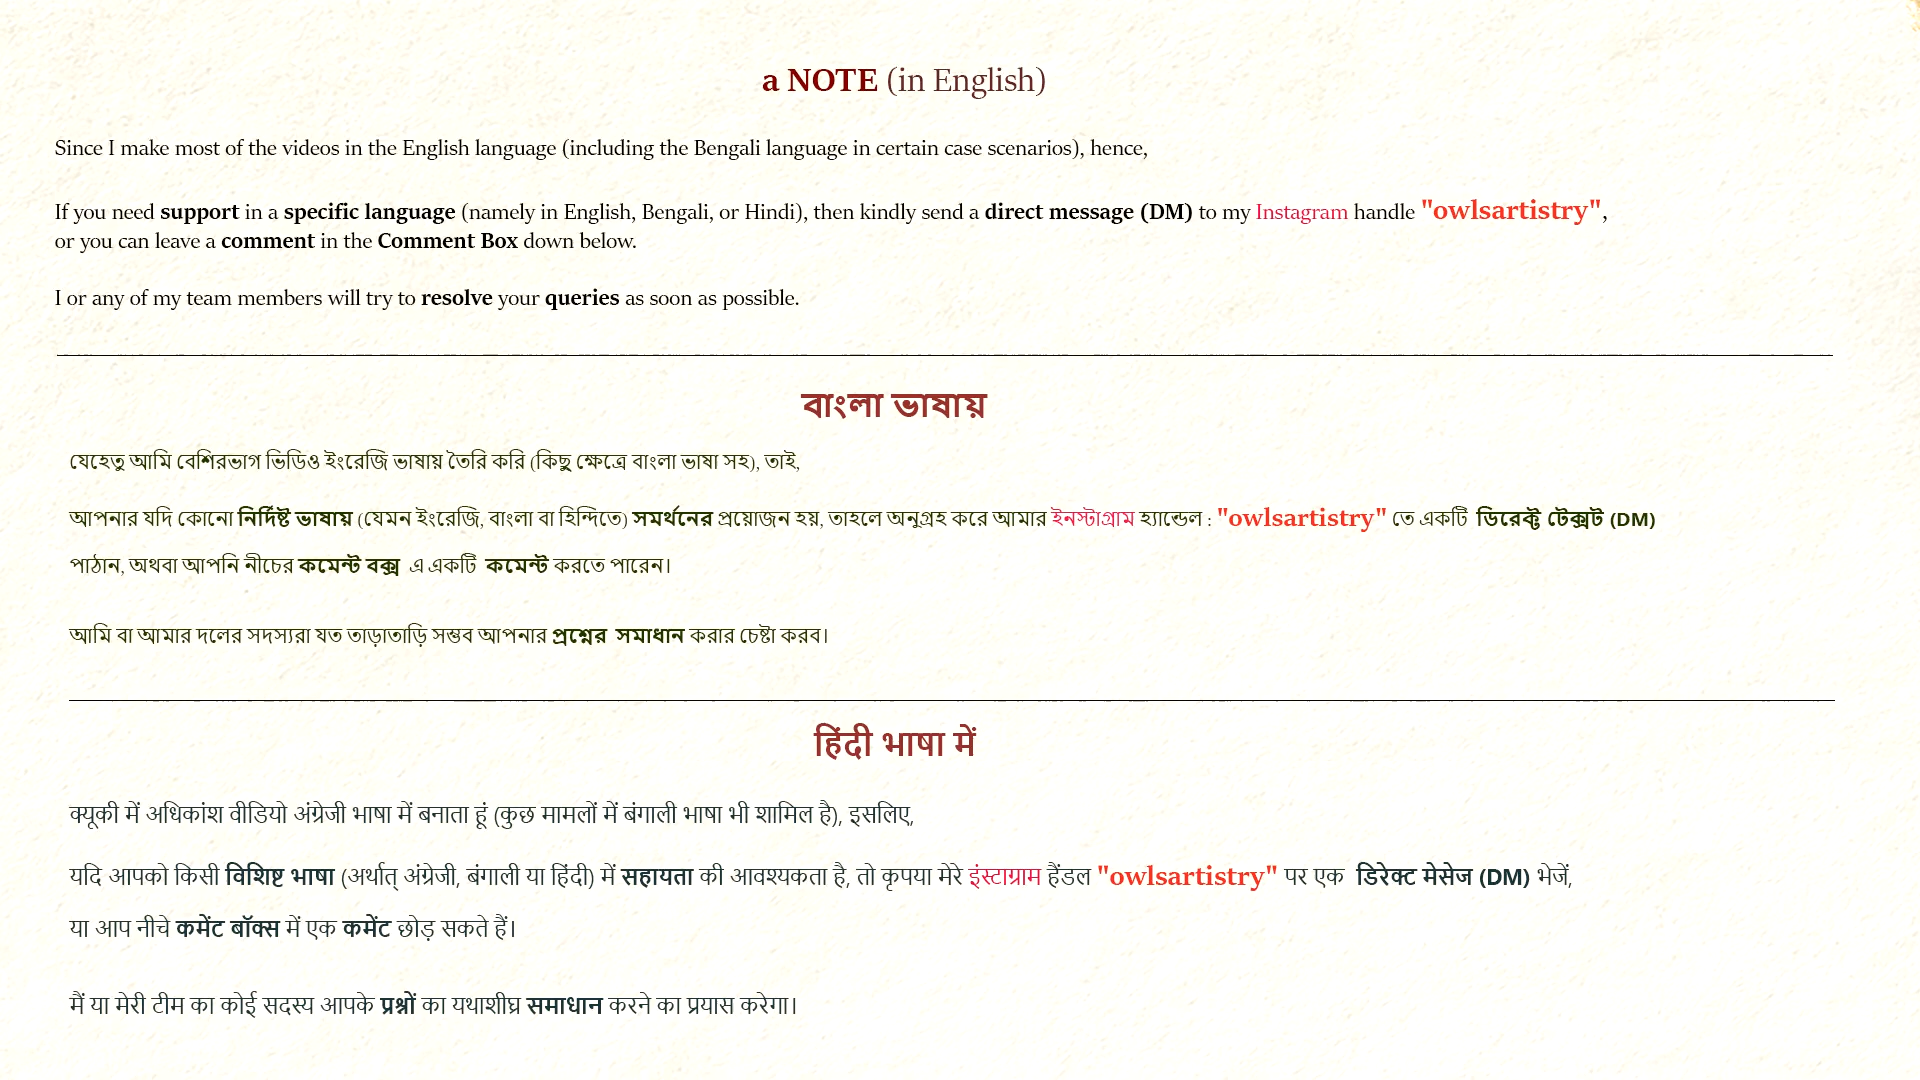 a NOTE (in English)
Since I make most of the videos in the English language (including the Bengali language in certain case scenarios), hence,
If you need support in a specific language (namely in English, Bengali, or Hindi), then kindly send a direct message (DM) to my Instagram handle "owlsartistry",
or you can leave a comment in the Comment Box down below.
I or any of my team members will try to resolve your queries as soon as possible.
বাংলা ভাষায়
যেহেতু আমি বেশিরভাগ ভিডিও ইংরেজি ভাষায় তৈরি করি (কিছু ক্ষেত্রে বাংলা ভাষা সহ), তাই,
আপনার যদি কোনো নির্দিষ্ট ভাষায় (যেমন ইংরেজি, বাংলা বা হিন্দিতে) সমর্থনের প্রয়োজন হয়, তাহলে অনুগ্রহ করে আমার ইনস্টাগ্রাম হ্যান্ডেল : "owlsartistry" তে একটি ডিরেক্ট টেক্সট (DM)
পাঠান, অথবা আপনি নীচের কমেন্ট বক্স এ একটি কমেন্ট করতে পারেন।
আমি বা আমার দলের সদস্যরা যত তাড়াতাড়ি সম্ভব আপনার প্রশ্নের সমাধান করার চেষ্টা করব।
हिंदी भाषा में
क्यूकी में अधिकांश वीडियो अंग्रेजी भाषा में बनाता हूं (कुछ मामलों में बंगाली भाषा भी शामिल है), इसलिए,
यदि आपको किसी विशिष्ट भाषा (अर्थात् अंग्रेजी, बंगाली या हिंदी) में सहायता की आवश्यकता है, तो कृपया मेरे इंस्टाग्राम हैंडल "owlsartistry" पर एक डिरेक्ट मेसेज (DM) भेजें,
या आप नीचे कमेंट बॉक्स में एक कमेंट छोड़ सकते हैं।
मैं या मेरी टीम का कोई सदस्य आपके प्रश्नों का यथाशीघ्र समाधान करने का प्रयास करेगा।